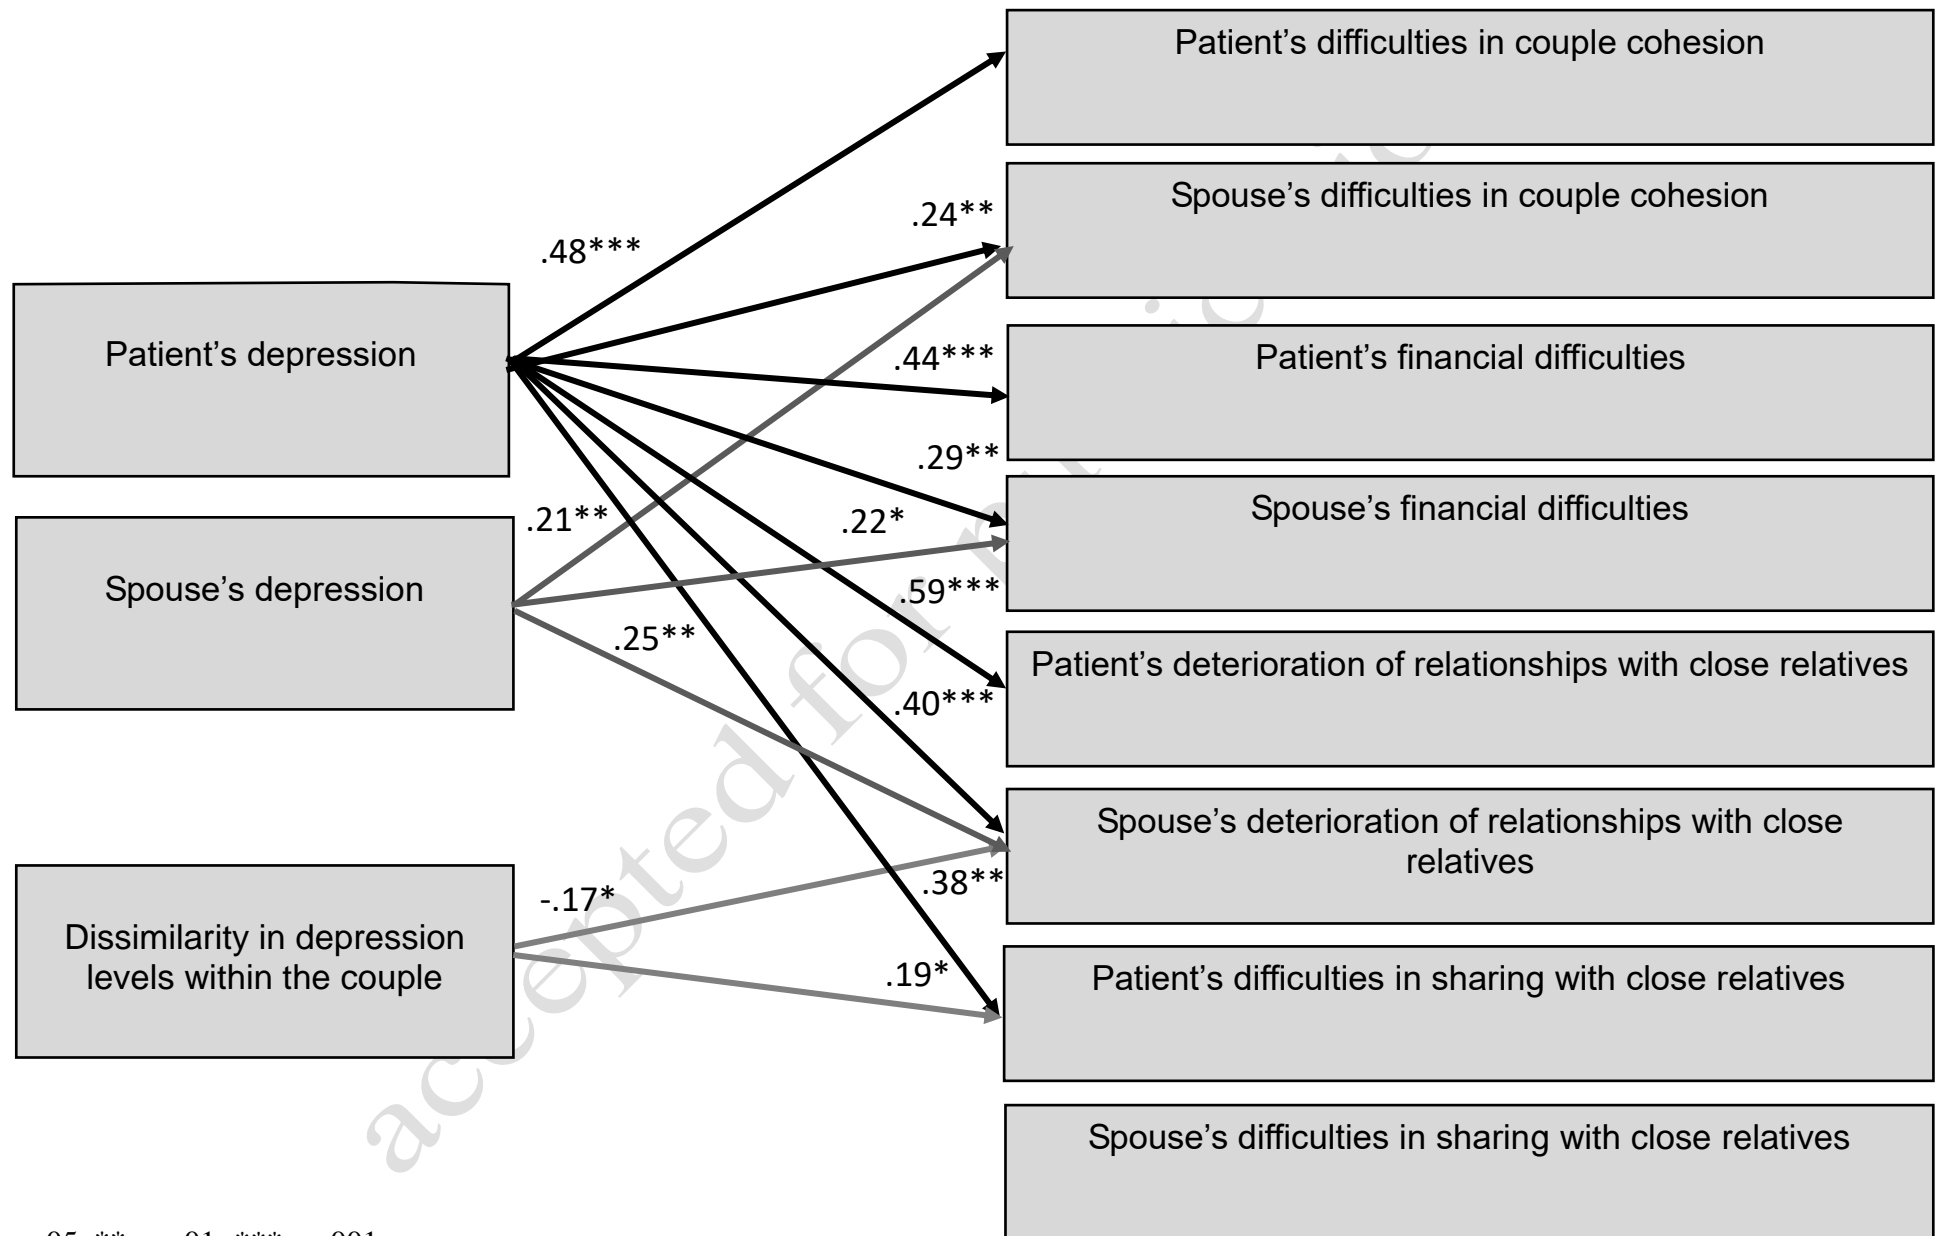 Patient's difficulties in couple cohesion
Spouse's difficulties in couple cohesion
.24**
.48***
Patient's depression
.44***
Patient's financial difficulties
.29**
Spouse's financial difficulties
.21**
.22*
Spouse's depression
.59***
.25**
Patient's deterioration of relationships with close relatives
.40***
Spouse's deterioration of relationships with close
relatives
.38**
-.17*
Dissimilarity in depression
levels within the couple
.19*
Patient's difficulties in sharing with close relatives
Spouse's difficulties in sharing with close relatives
accepted for